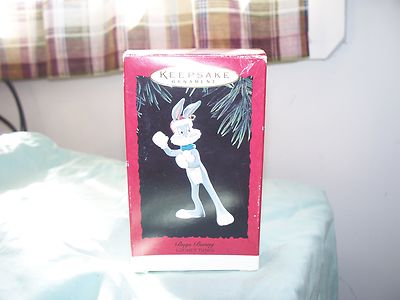 KEEPSAKE
ORNAMENT
Bugs Bunny
LOONEY TUNES